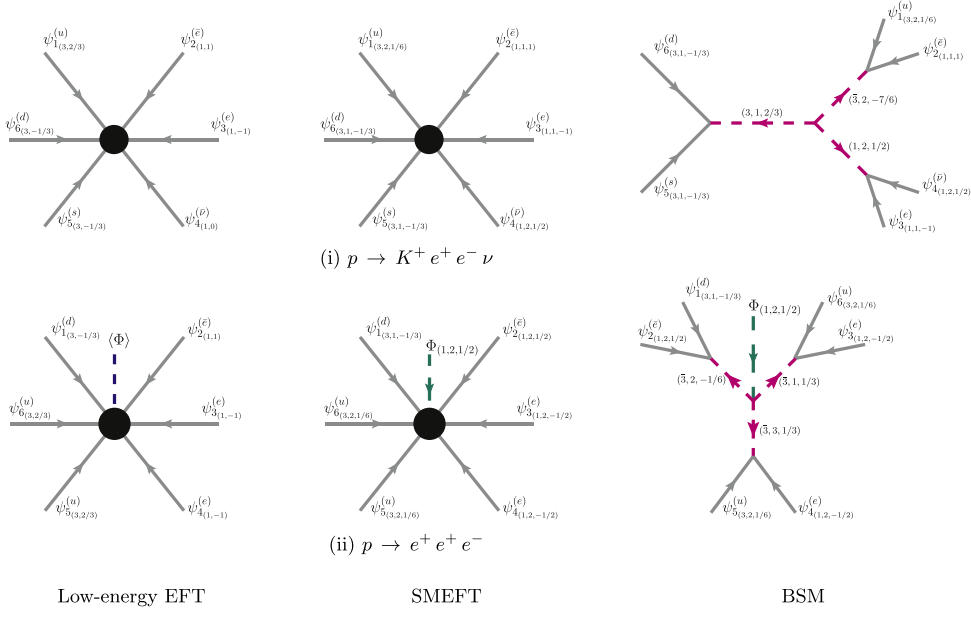 ψ₁^{(u)}_{(3,2/3)} ψ₂^{(ē)}_{(1,1)}
ψ₆^{(d)}_{(3,-1/3)} ψ₃^{(e)}_{(1,-1)}
ψ₅^{(s)}_{(3,-1/3)} ψ₄^{(ν̄)}_{(1,0)}
ψ₁^{(u)}_{(3,2,1/6)} ψ₂^{(ē)}_{(1,1,1)}
ψ₆^{(d)}_{(3,1,-1/3)} ψ₃^{(e)}_{(1,1,-1)}
ψ₅^{(s)}_{(3,1,-1/3)} ψ₄^{(ν̄)}_{(1,2,1/2)}
ψ₁^{(u)}_{(3,2,1/6)}
ψ₆^{(d)}_{(3,1,-1/3)} ψ₂^{(ē)}_{(1,1,1)}
(3,1,2/3) (3̄,2,-7/6)
(1,2,1/2)
ψ₅^{(s)}_{(3,1,-1/3)} ψ₄^{(ν̄)}_{(1,2,1/2)}
ψ₃^{(e)}_{(1,1,-1)}
(i) p → K⁺ e⁺ e⁻ ν
ψ₁^{(d)}_{(3,-1/3)} ⟨Φ⟩ ψ₂^{(ē)}_{(1,1)}
ψ₆^{(u)}_{(3,2/3)} ψ₃^{(e)}_{(1,-1)}
ψ₅^{(u)}_{(3,2/3)} ψ₄^{(e)}_{(1,-1)}
ψ₁^{(d)}_{(3,1,-1/3)} Φ_{(1,2,1/2)} ψ₂^{(ē)}_{(1,2,1/2)}
ψ₆^{(u)}_{(3,2,1/6)} ψ₃^{(e)}_{(1,2,-1/2)}
ψ₅^{(u)}_{(3,2,1/6)} ψ₄^{(e)}_{(1,2,-1/2)}
ψ₁^{(d)}_{(3,1,-1/3)} Φ_{(1,2,1/2)} ψ₆^{(u)}_{(3,2,1/6)}
ψ₂^{(ē)}_{(1,2,1/2)} ψ₃^{(e)}_{(1,2,-1/2)}
(3̄,2,-1/6) (3̄,1,1/3)
(3̄,3,1/3)
ψ₅^{(u)}_{(3,2,1/6)} ψ₄^{(e)}_{(1,2,-1/2)}
(ii) p → e⁺ e⁺ e⁻
Low-energy EFT SMEFT BSM